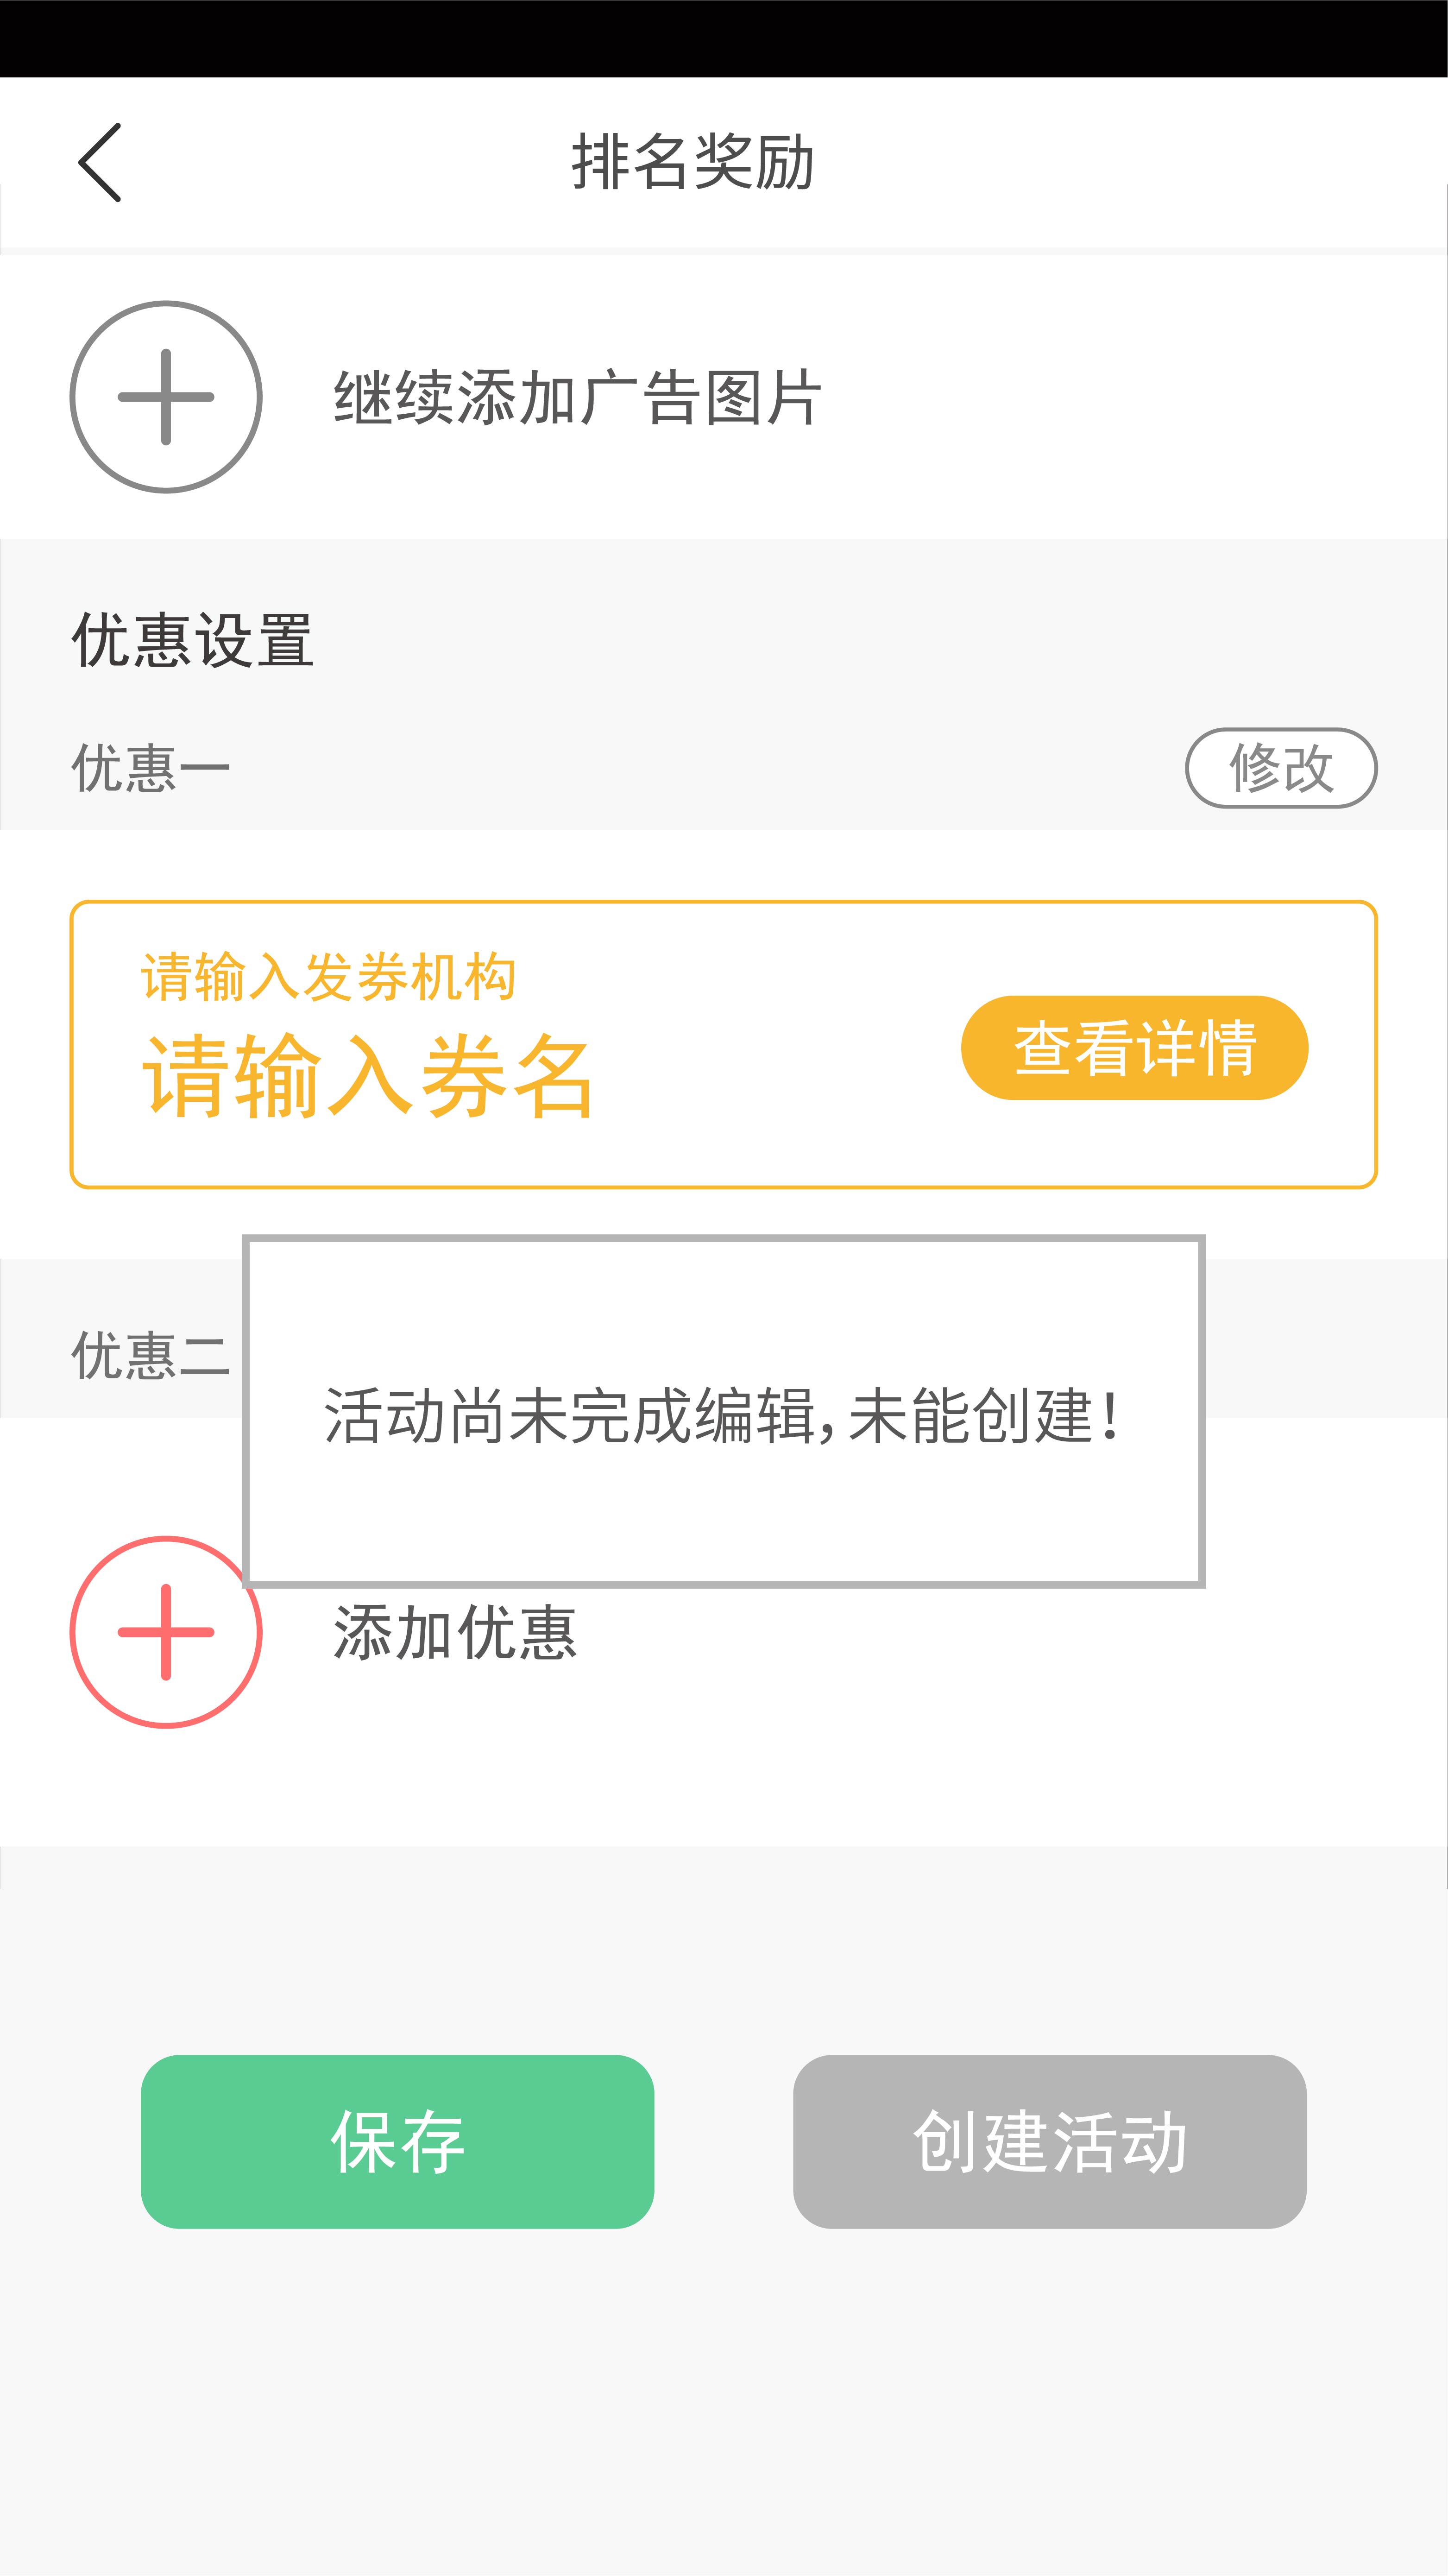 排名奖励
继续添加广告图片
优惠设置
优惠一
修改
请输入发券机构
请输入券名
查看详情
优惠二
活动尚未完成编辑，未能创建！
添加优惠
保存
创建活动